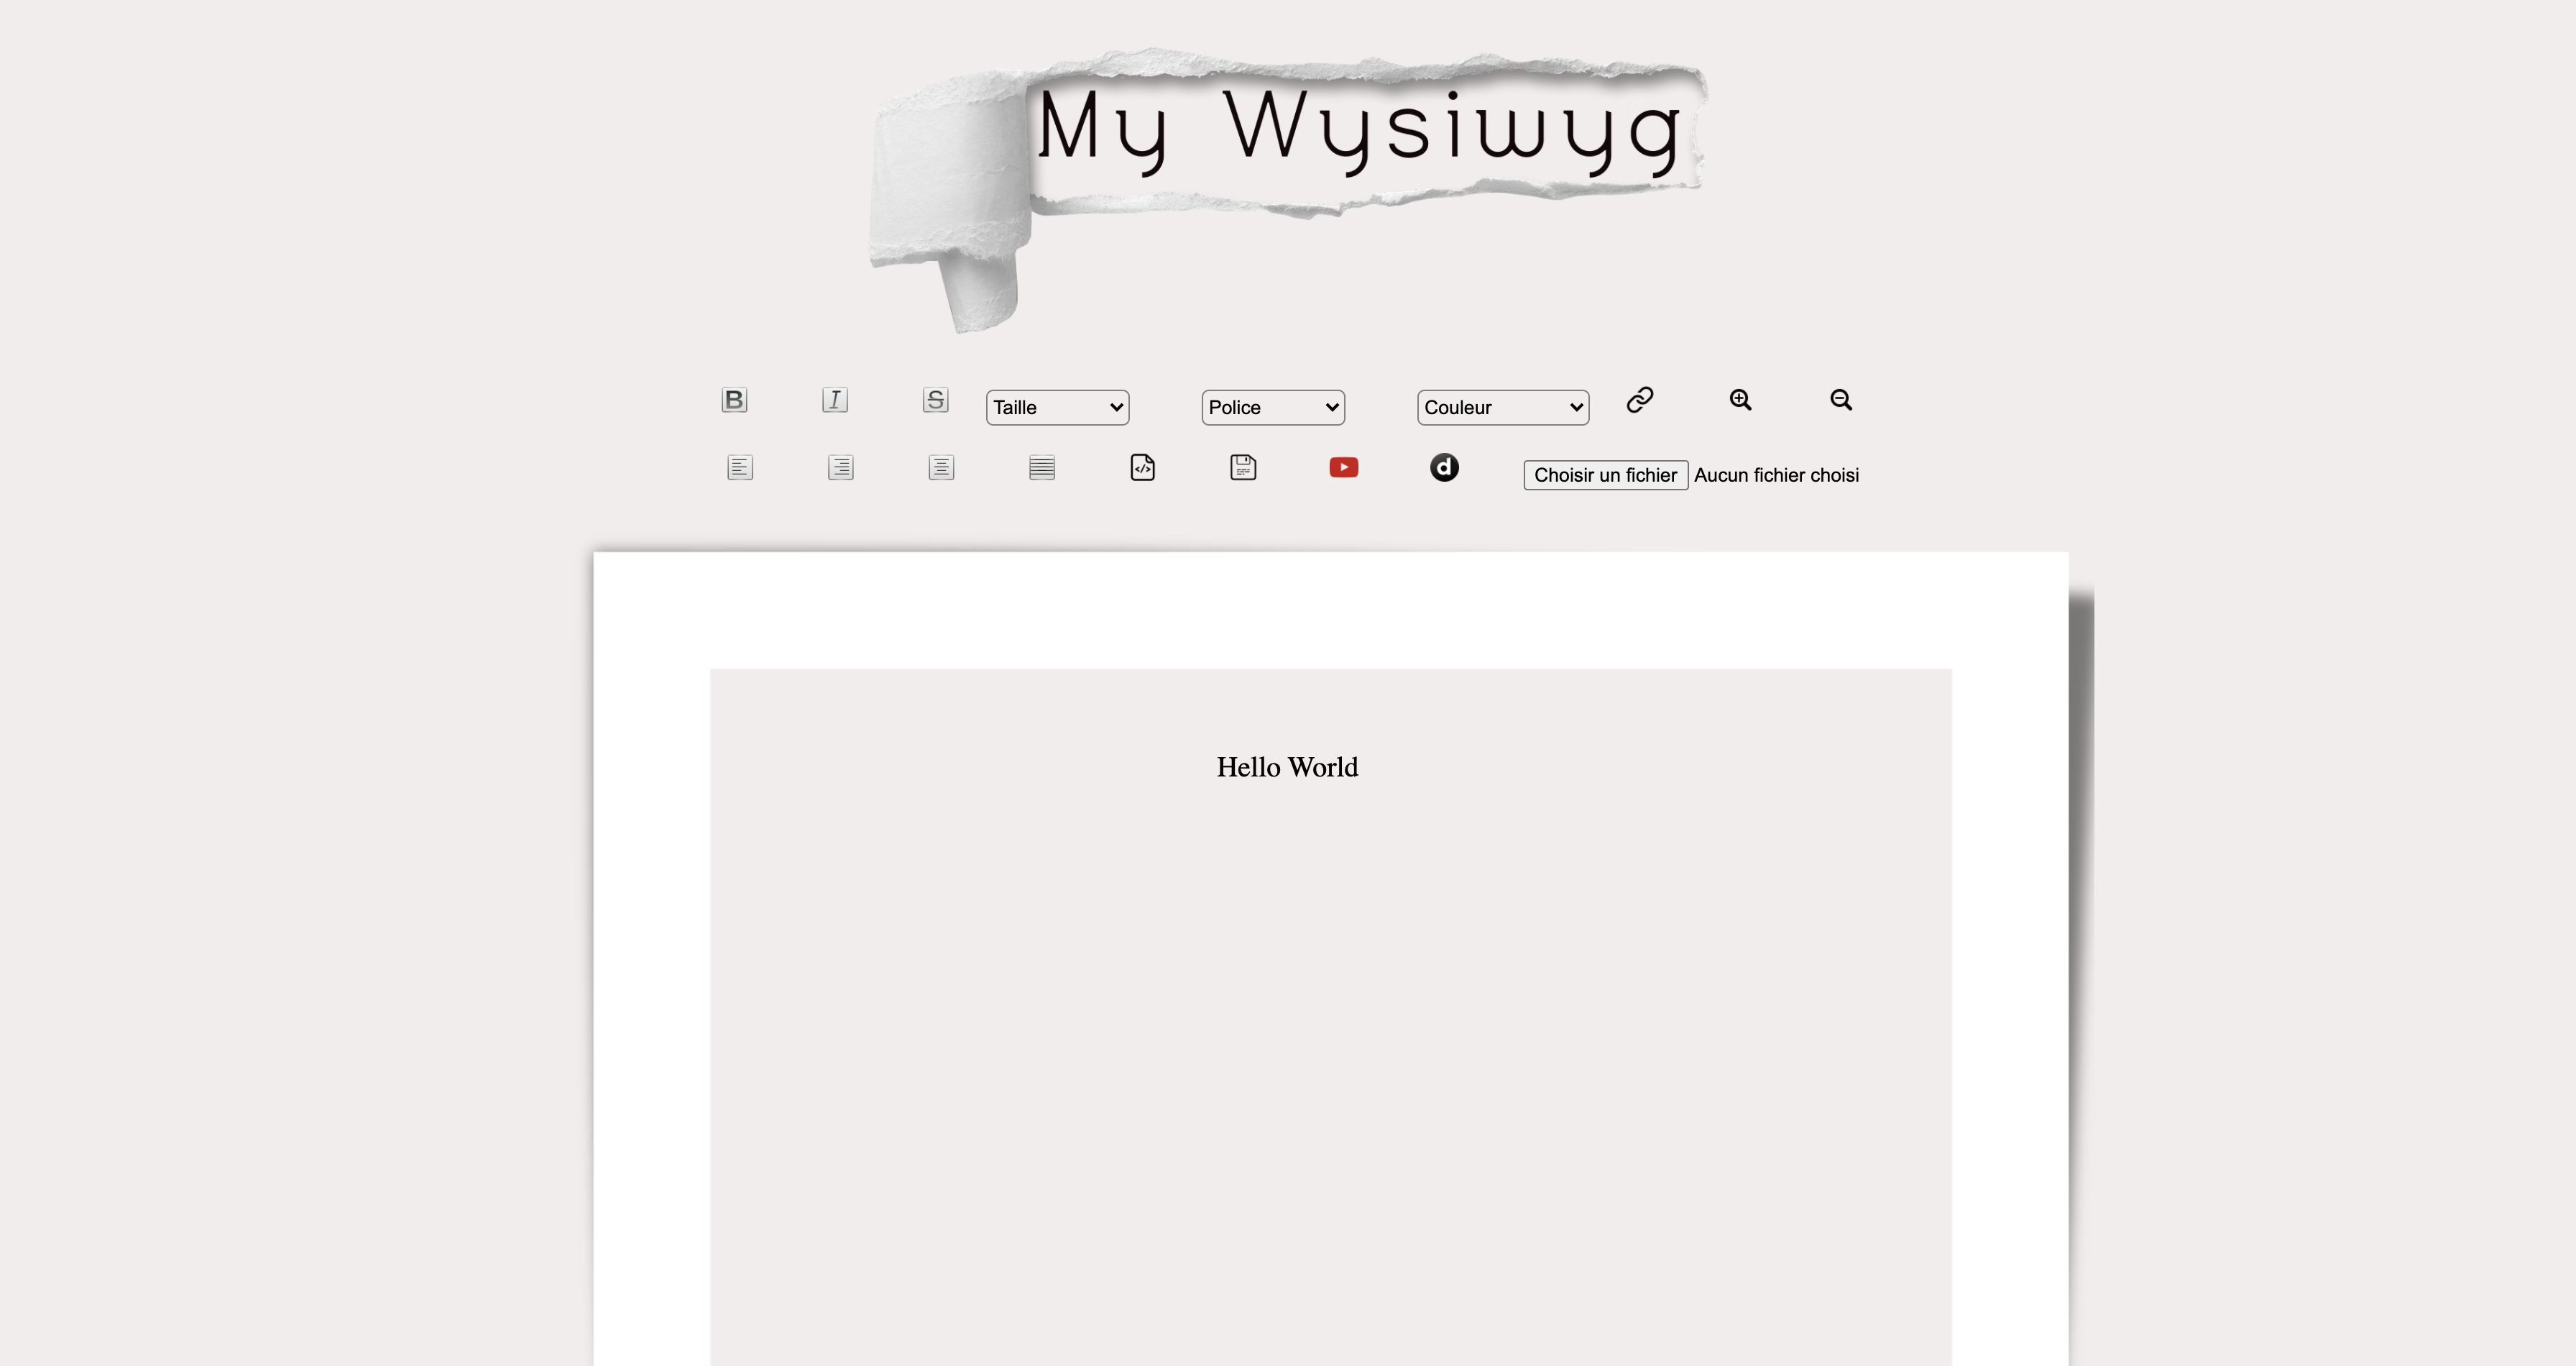 My Wysiwyg
B I S Taille Police Couleur
</> d Choisir un fichier Aucun fichier choisi
Hello World